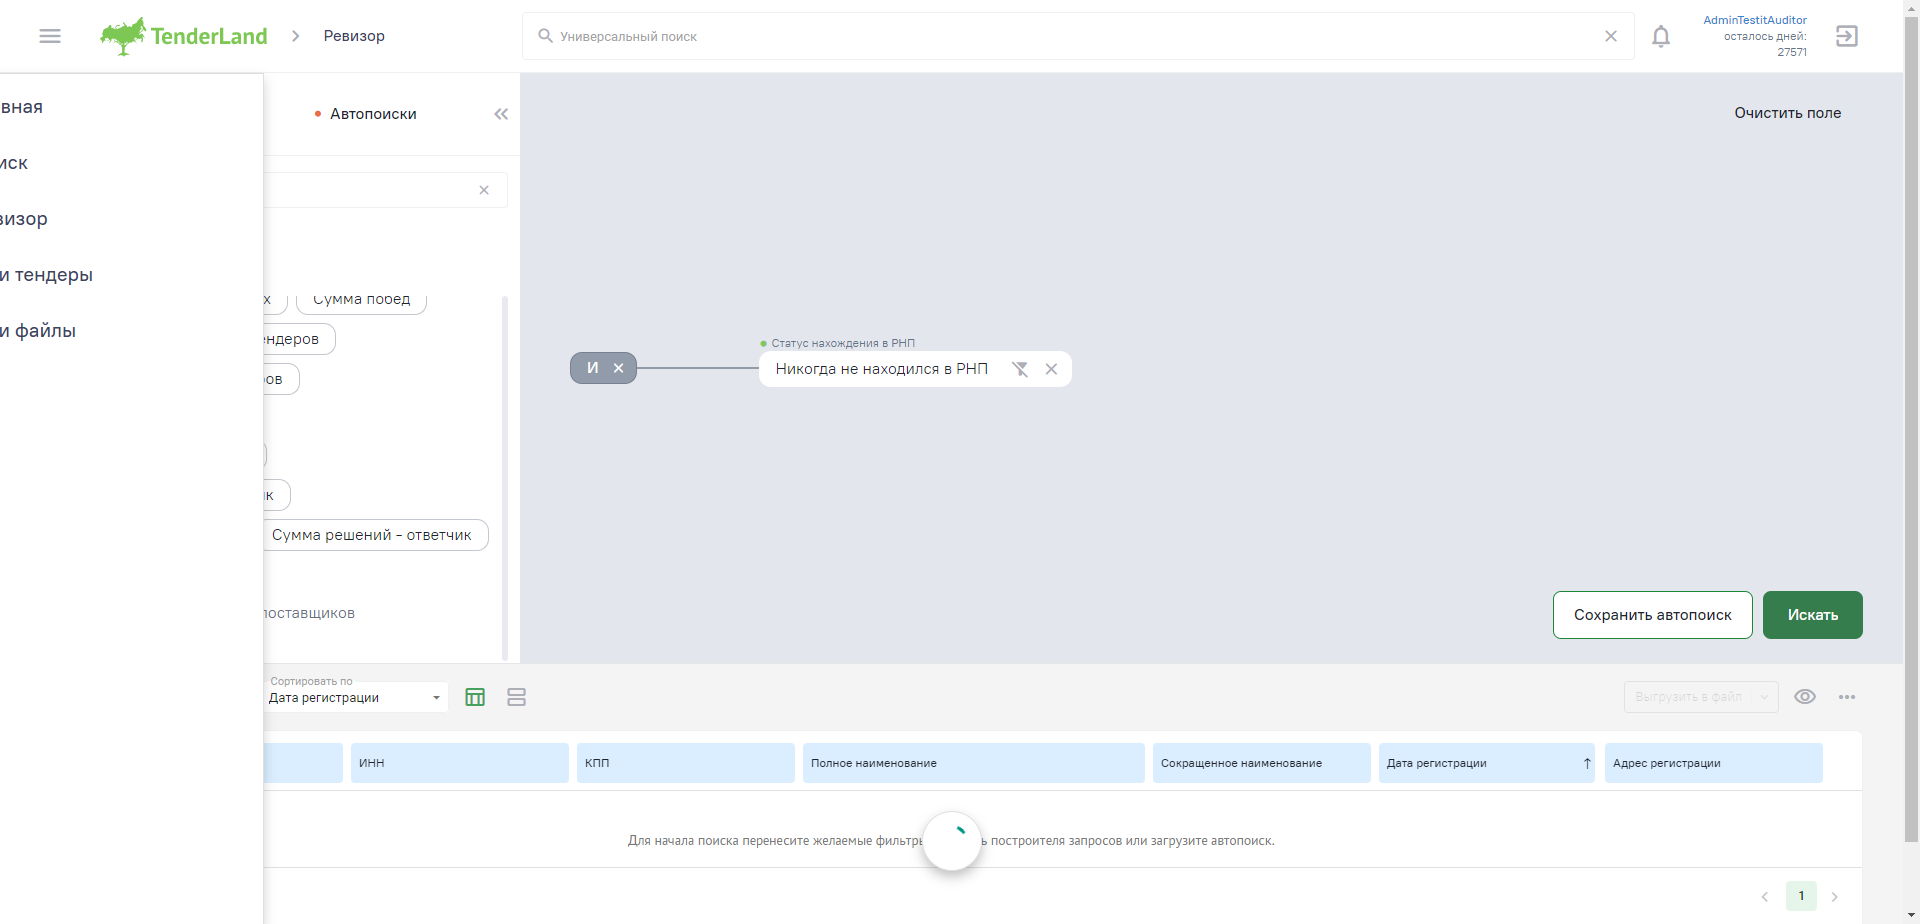 TenderLand
Ревизор
Универсальный поиск
AdminTestitAuditor
осталось дней:
27571
вная
иск
визор
и тендеры
и файлы
Автопоиски
Очистить поле
х
Сумма побед
ендеров
ов
к
Сумма решений - ответчик
поставщиков
И
Статус нахождения в РНП
Никогда не находился в РНП
Сохранить автопоиск
Искать
Сортировать по
Дата регистрации
Выгрузить в файл
ИНН
КПП
Полное наименование
Сокращенное наименование
Дата регистрации
Адрес регистрации
Для начала поиска перенесите желаемые фильтры ь построителя запросов или загрузите автопоиск.
1